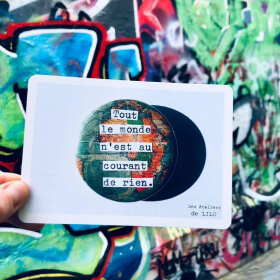 Tout
le monde
n'est au
courant
de rien.
Les Ateliers
de LILO